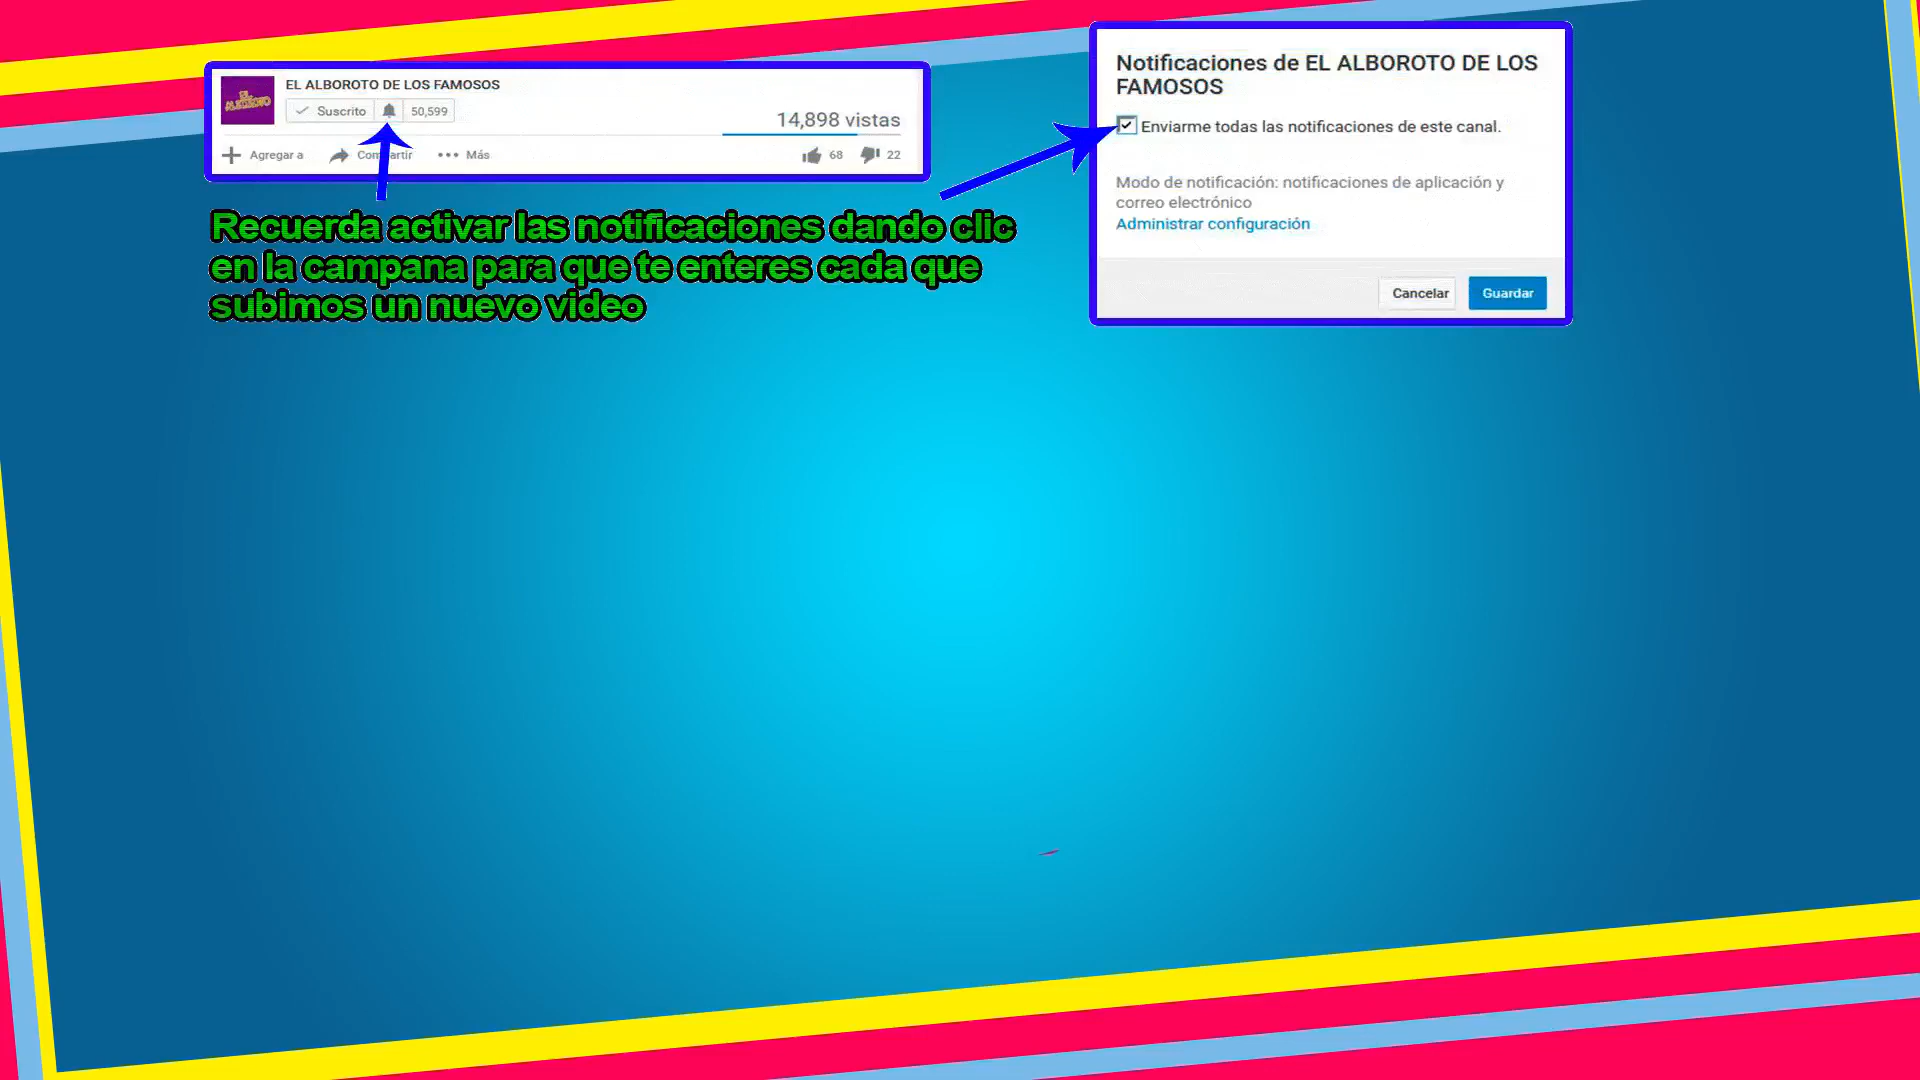 EL ALBOROTO DE LOS FAMOSOS
Suscrito 50,599
14,898 vistas
Agregar a Compartir Más 68 22
Recuerda activar las notificaciones dando clic
en la campana para que te enteres cada que
subimos un nuevo video
Notificaciones de EL ALBOROTO DE LOS
FAMOSOS
Enviarme todas las notificaciones de este canal.
Modo de notificación: notificaciones de aplicación y
correo electrónico
Administrar configuración
Cancelar Guardar